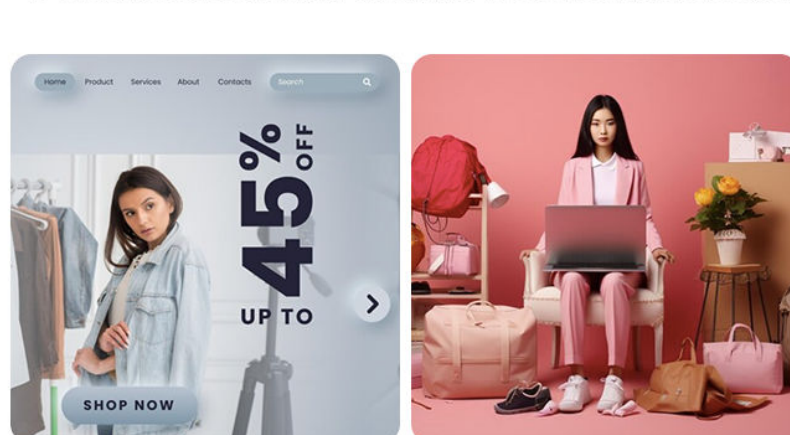 Home Product Services About Contacts Search
UP TO
45%
OFF
SHOP NOW